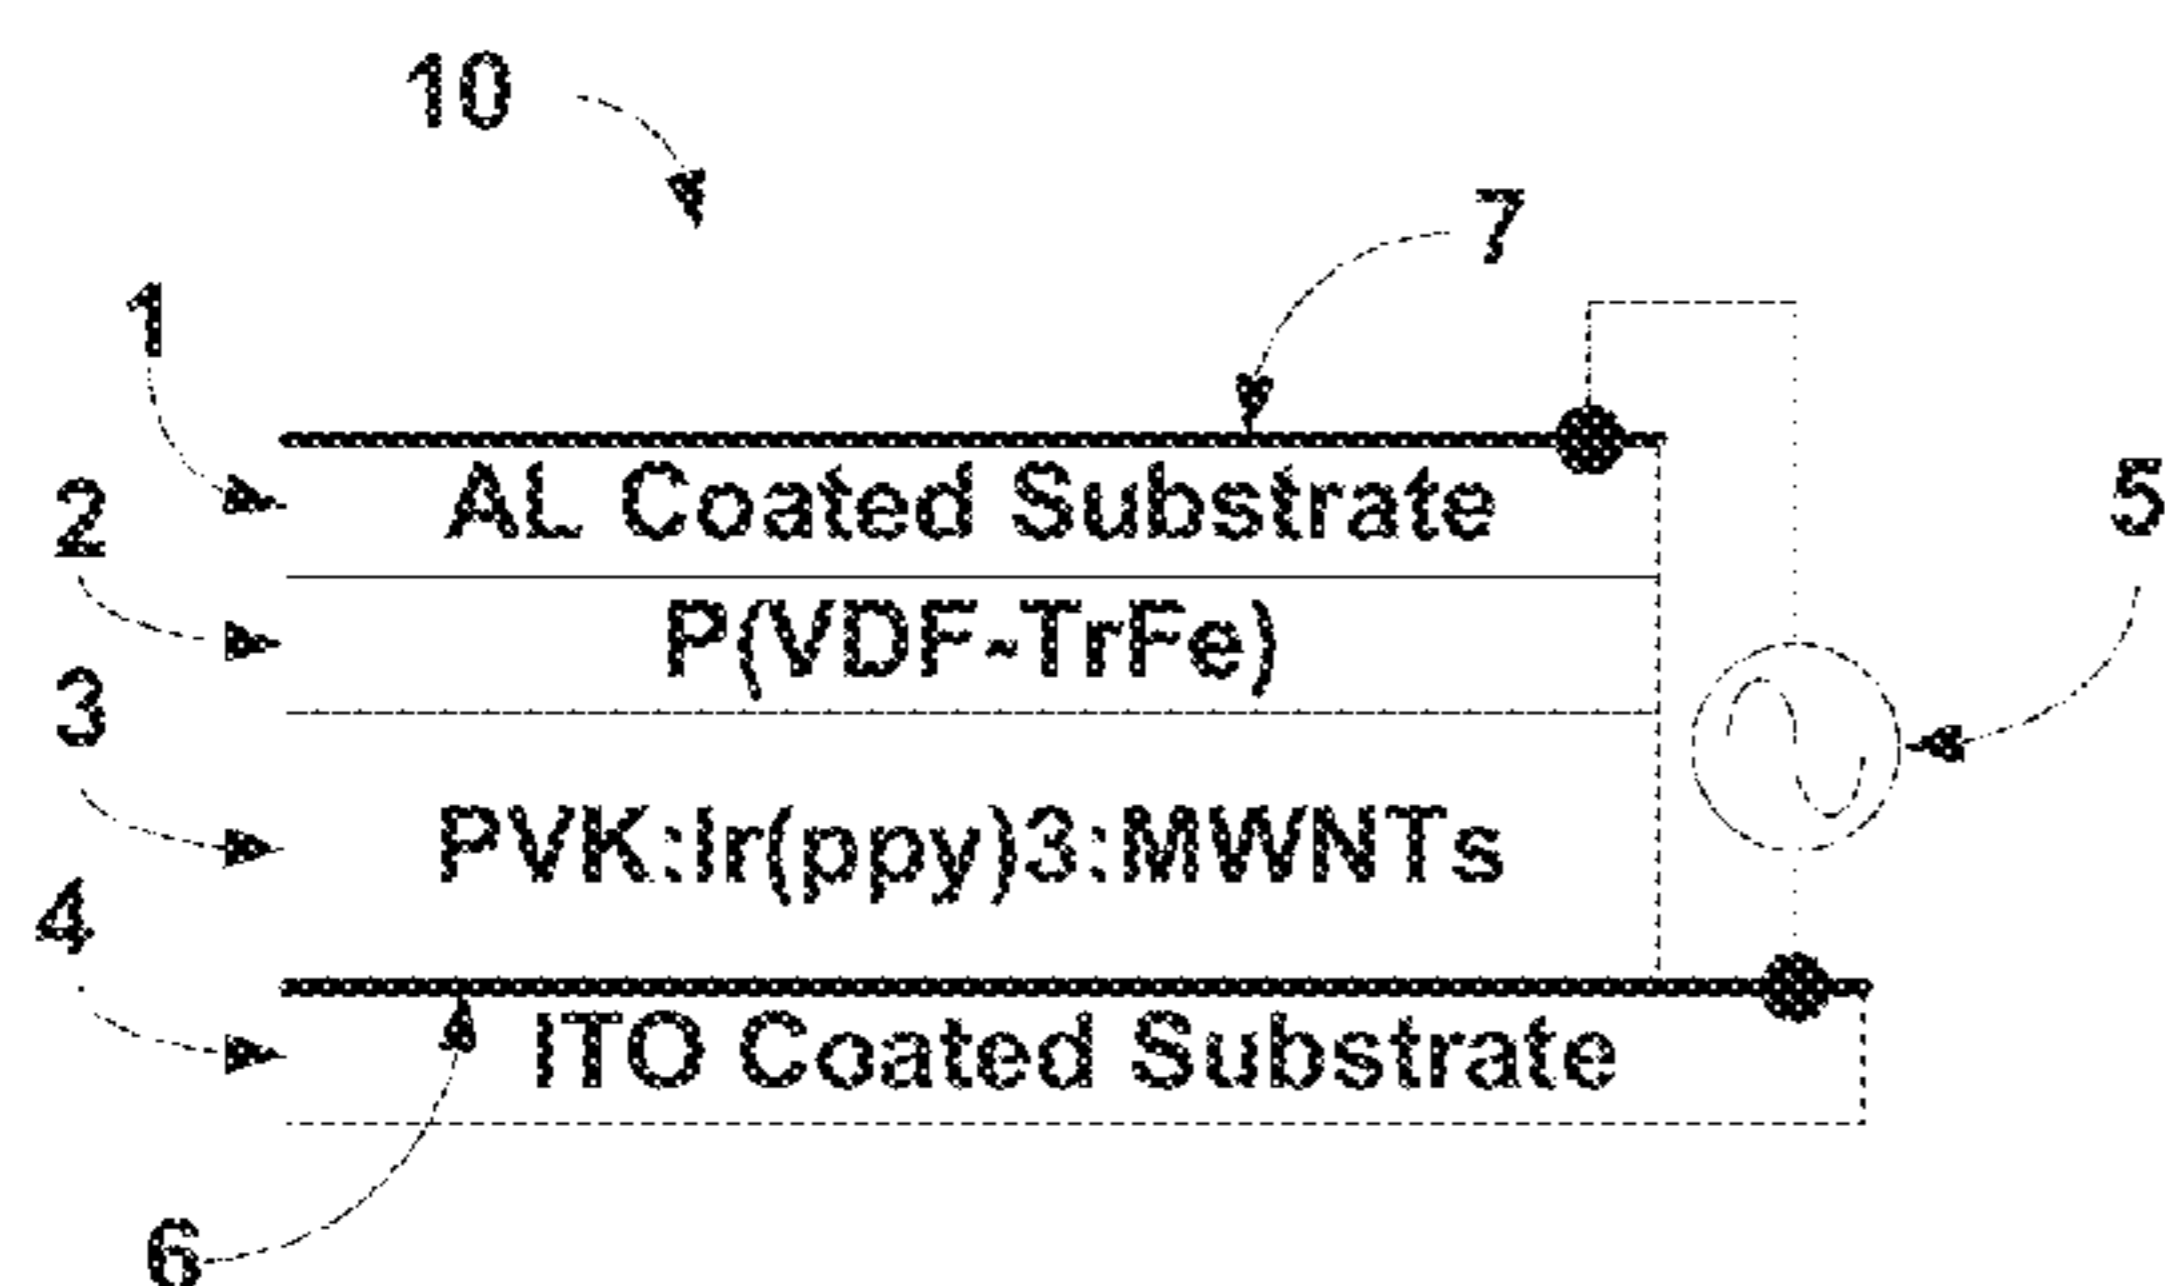 10
7
1
AL Coated Substrate
5
2
P(VDF-TrFe)
3
PVK:Ir(ppy)3:MWNTs
4
ITO Coated Substrate
6